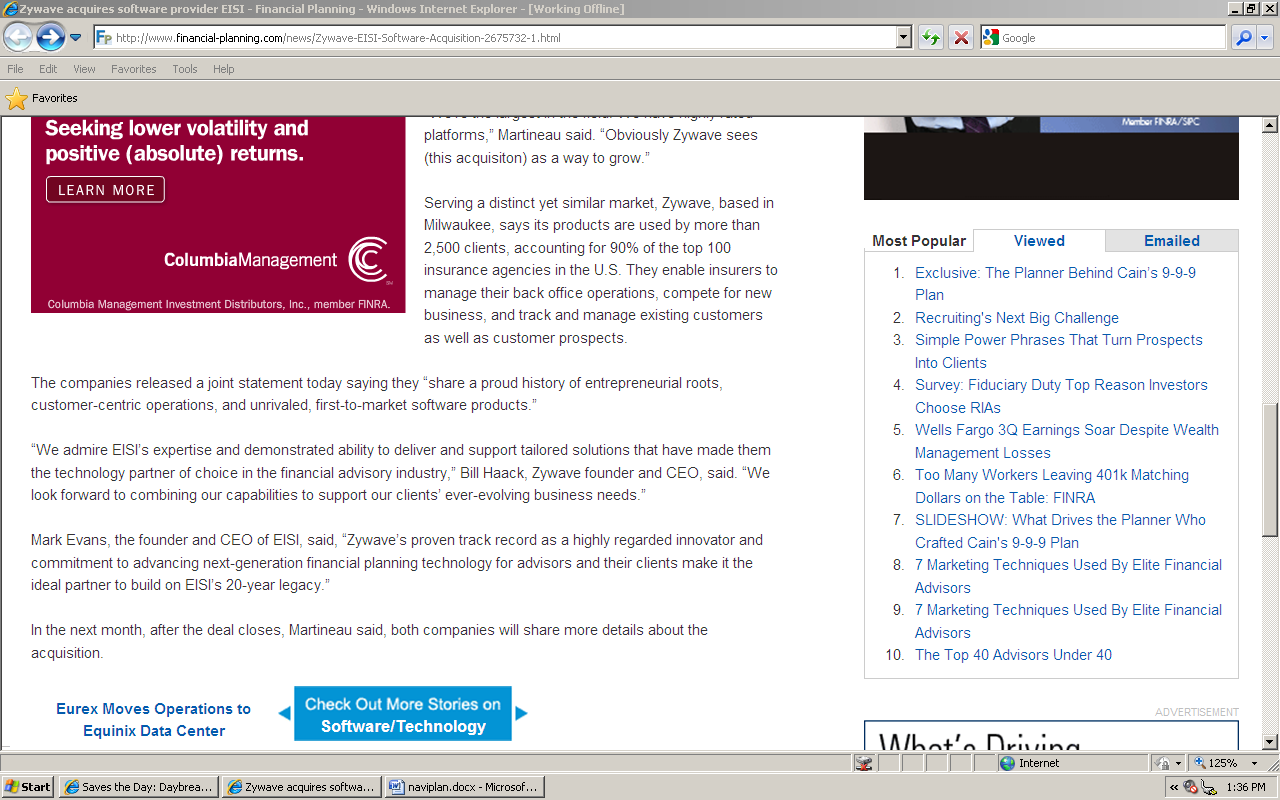 Zywave acquires software provider EISI - Financial Planning - Windows Internet Explorer - [Working Offline]
http://www.financial-planning.com/news/Zywave-EISI-Software-Acquisition-2675732-1.html
Google
File Edit View Favorites Tools Help
Favorites
Seeking lower volatility and
positive (absolute) returns.
LEARN MORE
ColumbiaManagement
Columbia Management Investment Distributors, Inc., member FINRA.
platforms,” Martineau said. “Obviously Zywave sees
(this acquisiton) as a way to grow.”
Serving a distinct yet similar market, Zywave, based in
Milwaukee, says its products are used by more than
2,500 clients, accounting for 90% of the top 100
insurance agencies in the U.S. They enable insurers to
manage their back office operations, compete for new
business, and track and manage existing customers
as well as customer prospects.
The companies released a joint statement today saying they “share a proud history of entrepreneurial roots,
customer-centric operations, and unrivaled, first-to-market software products.”
“We admire EISI’s expertise and demonstrated ability to deliver and support tailored solutions that have made them
the technology partner of choice in the financial advisory industry,” Bill Haack, Zywave founder and CEO, said. “We
look forward to combining our capabilities to support our clients’ ever-evolving business needs.”
Mark Evans, the founder and CEO of EISI, said, “Zywave’s proven track record as a highly regarded innovator and
commitment to advancing next-generation financial planning technology for advisors and their clients make it the
ideal partner to build on EISI’s 20-year legacy.”
In the next month, after the deal closes, Martineau said, both companies will share more details about the
acquisition.
Eurex Moves Operations to
Equinix Data Center
Check Out More Stories on
Software/Technology
Member FINRA/SIPC
Most Popular Viewed Emailed
1. Exclusive: The Planner Behind Cain’s 9-9-9
Plan
2. Recruiting's Next Big Challenge
3. Simple Power Phrases That Turn Prospects
Into Clients
4. Survey: Fiduciary Duty Top Reason Investors
Choose RIAs
5. Wells Fargo 3Q Earnings Soar Despite Wealth
Management Losses
6. Too Many Workers Leaving 401k Matching
Dollars on the Table: FINRA
7. SLIDESHOW: What Drives the Planner Who
Crafted Cain's 9-9-9 Plan
8. 7 Marketing Techniques Used By Elite Financial
Advisors
9. 7 Marketing Techniques Used By Elite Financial
Advisors
10. The Top 40 Advisors Under 40
ADVERTISEMENT
What's Driving
Internet
125%
Start
Saves the Day: Daybrea...
Zywave acquires softwa...
naviplan.docx - Microsof...
1:36 PM